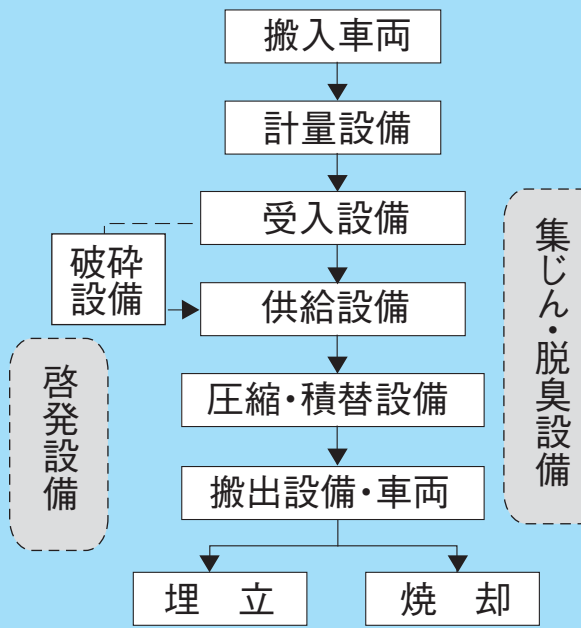 搬入車両
計量設備
受入設備
破砕
設備
供給設備
圧縮・積替設備
搬出設備・車両
埋　立
焼　却
啓発設備
集じん・脱臭設備